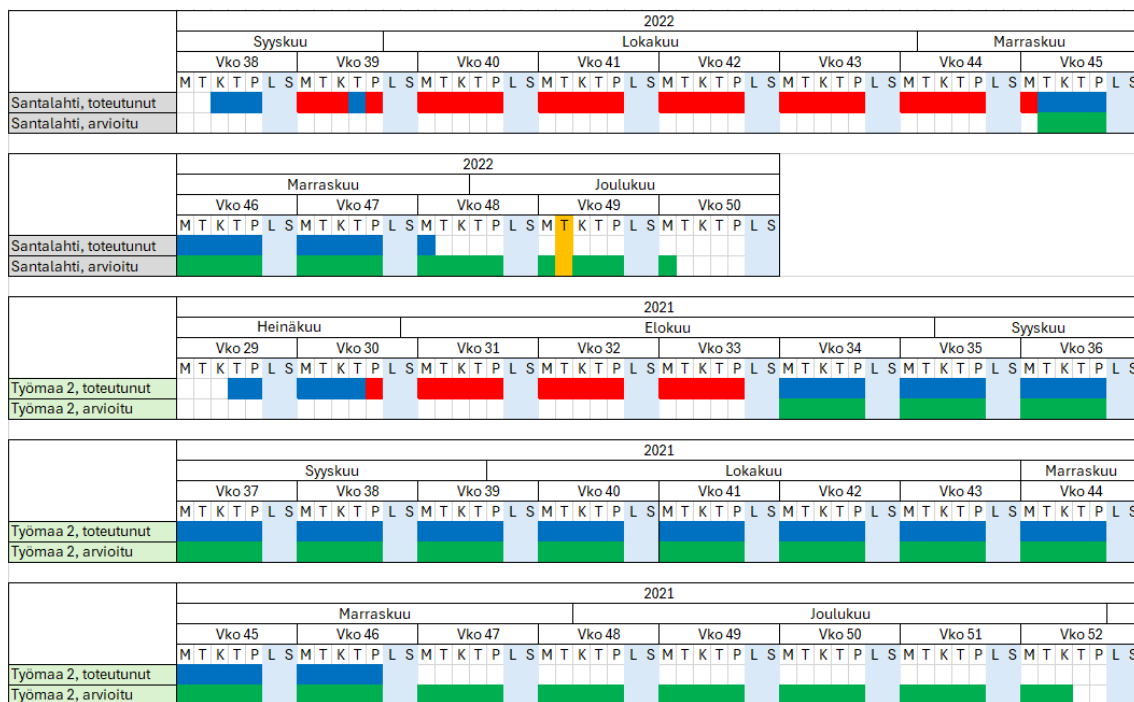 2022
Syyskuu Lokakuu Marraskuu
Vko 38 Vko 39 Vko 40 Vko 41 Vko 42 Vko 43 Vko 44 Vko 45
M T K T P L S M T K T P L S M T K T P L S M T K T P L S M T K T P L S M T K T P L S M T K T P L S M T K T P L S
Santalahti, toteutunut
Santalahti, arvioitu
2022
Marraskuu Joulukuu
Vko 46 Vko 47 Vko 48 Vko 49 Vko 50
M T K T P L S M T K T P L S M T K T P L S M T K T P L S M T K T P L S
Santalahti, toteutunut
Santalahti, arvioitu
2021
Heinäkuu Elokuu Syyskuu
Vko 29 Vko 30 Vko 31 Vko 32 Vko 33 Vko 34 Vko 35 Vko 36
M T K T P L S M T K T P L S M T K T P L S M T K T P L S M T K T P L S M T K T P L S M T K T P L S M T K T P L S
Työmaa 2, toteutunut
Työmaa 2, arvioitu
2021
Syyskuu Lokakuu Marraskuu
Vko 37 Vko 38 Vko 39 Vko 40 Vko 41 Vko 42 Vko 43 Vko 44
M T K T P L S M T K T P L S M T K T P L S M T K T P L S M T K T P L S M T K T P L S M T K T P L S M T K T P L S
Työmaa 2, toteutunut
Työmaa 2, arvioitu
2021
Marraskuu Joulukuu
Vko 45 Vko 46 Vko 47 Vko 48 Vko 49 Vko 50 Vko 51 Vko 52
M T K T P L S M T K T P L S M T K T P L S M T K T P L S M T K T P L S M T K T P L S M T K T P L S M T K T P L S
Työmaa 2, toteutunut
Työmaa 2, arvioitu